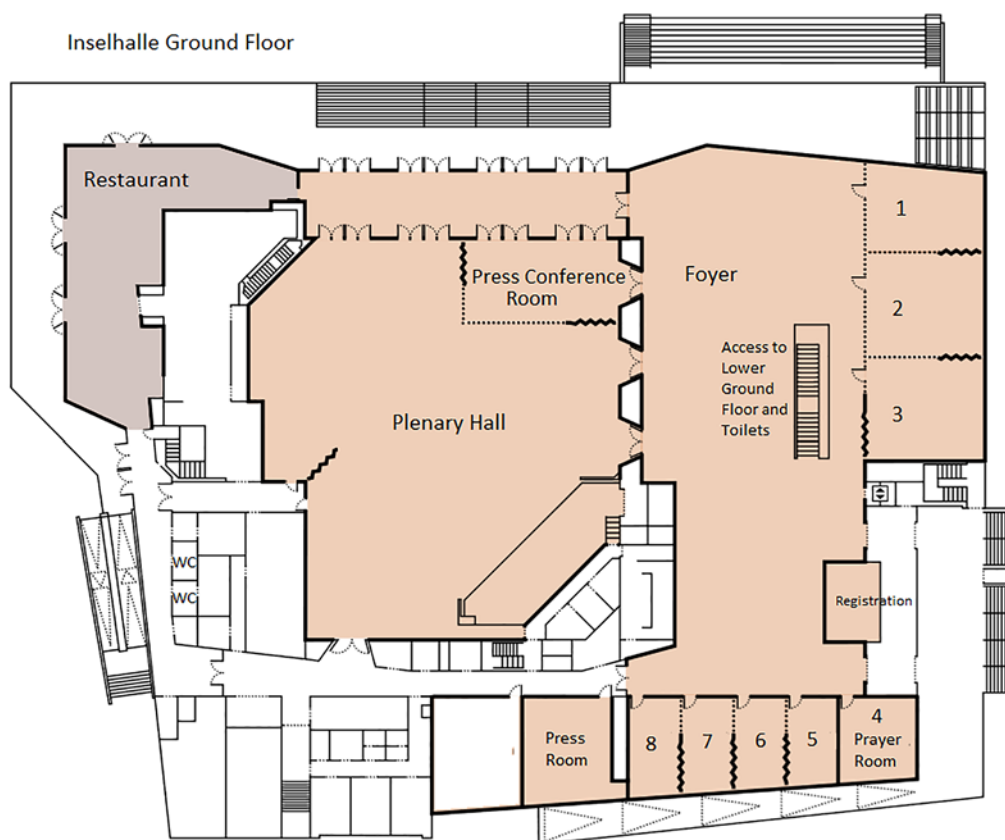 Inselhalle Ground Floor
Restaurant
1
Press Conference
Room
Foyer
2
Access to
Lower
Ground
Floor and
Toilets
3
Plenary Hall
WC
WC
Registration
4
Prayer
Room
Press
Room
8
7
6
5